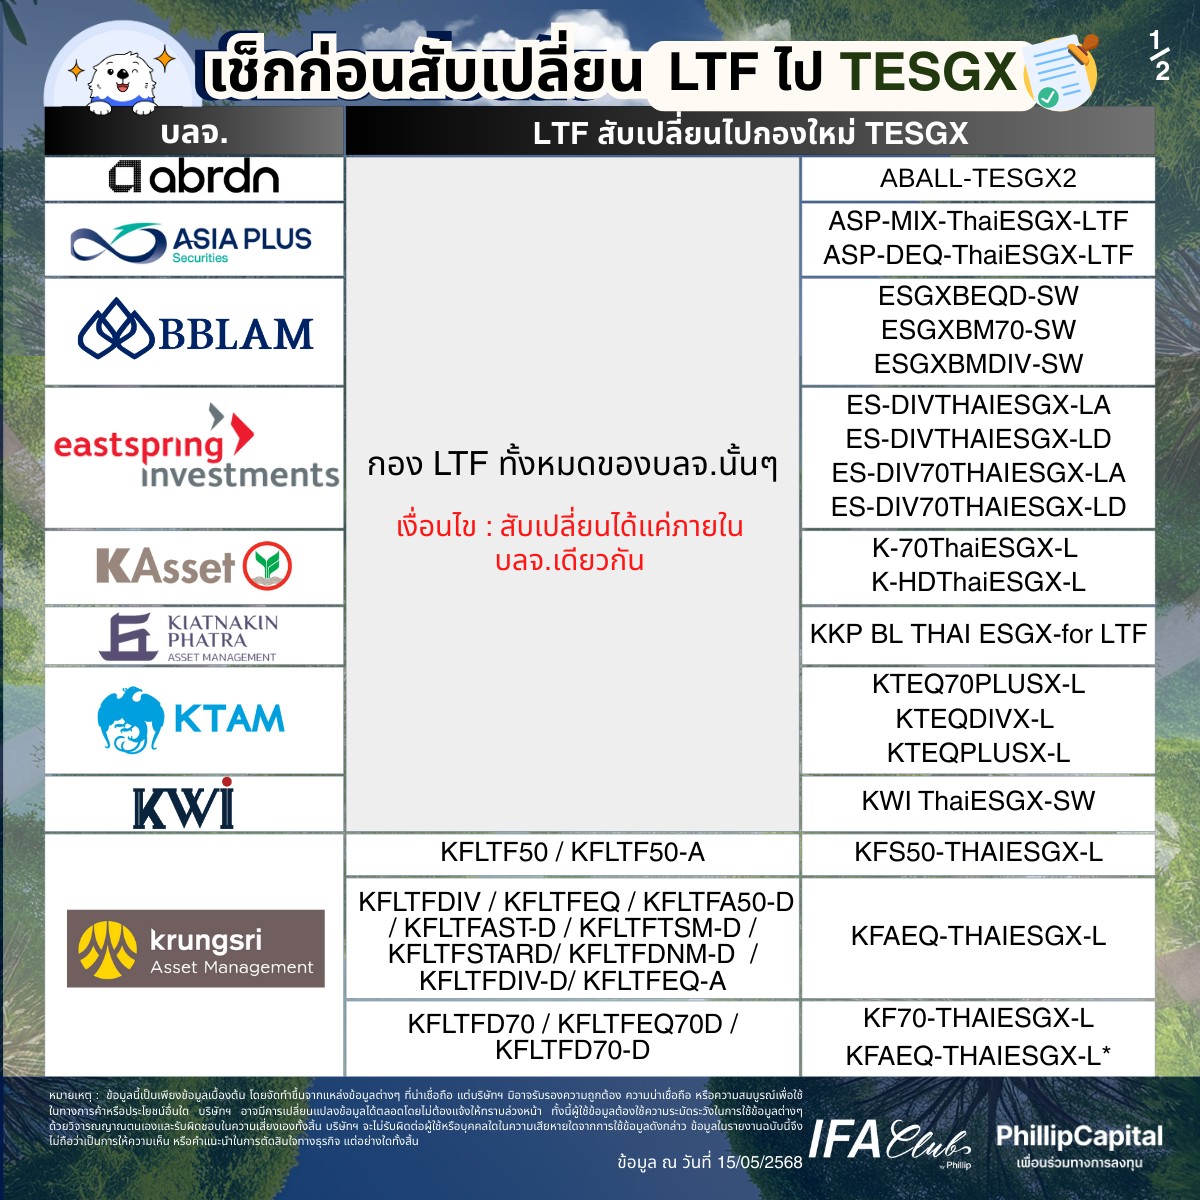 เช็กก่อนสับเปลี่ยน LTF ไป TESGX
1/2
บลจ.
LTF สับเปลี่ยนไปกองใหม่ TESGX
abrdn
ABALL-TESGX2
ASIA PLUS
Securities
ASP-MIX-ThaiESGX-LTF
ASP-DEQ-ThaiESGX-LTF
BBLAM
ESGXBEQD-SW
ESGXBM70-SW
ESGXBMDIV-SW
eastspring
investments
ES-DIVTHAIESGX-LA
ES-DIVTHAIESGX-LD
ES-DIV70THAIESGX-LA
ES-DIV70THAIESGX-LD
กอง LTF ทั้งหมดของบลจ.นั้นๆ
เงื่อนไข : สับเปลี่ยนได้แค่ภายใน
บลจ.เดียวกัน
KAsset
K-70ThaiESGX-L
K-HDThaiESGX-L
KIATNAKIN
PHATRA
ASSET MANAGEMENT
KKP BL THAI ESGX-for LTF
KTAM
KTEQ70PLUSX-L
KTEQDIVX-L
KTEQPLUSX-L
KWI
KWI ThaiESGX-SW
krungsri
Asset Management
KFLTF50 / KFLTF50-A
KFS50-THAIESGX-L
KFLTFDIV / KFLTFEQ / KFLTFA50-D
/ KFLTFAST-D / KFLTFTSM-D /
KFLTFSTARD/ KFLTFDNM-D /
KFLTFDIV-D/ KFLTFEQ-A
KFAEQ-THAIESGX-L
KFLTFD70 / KFLTFEQ70D /
KFLTFD70-D
KF70-THAIESGX-L
KFAEQ-THAIESGX-L*
หมายเหตุ : ข้อมูลนี้เป็นเพียงข้อมูลเบื้องต้น โดยจัดทำขึ้นจากแหล่งข้อมูลต่างๆ ที่น่าเชื่อถือ แต่บริษัทฯ มิอาจรับรองความถูกต้อง ความน่าเชื่อถือ หรือความสมบูรณ์เพื่อใช้
ในทางการค้าหรือประโยชน์อื่นใด บริษัทฯ อาจมีการเปลี่ยนแปลงข้อมูลได้ตลอดโดยไม่ต้องแจ้งให้ทราบล่วงหน้า ทั้งนี้ผู้ใช้ข้อมูลต้องใช้ความระมัดระวังในการใช้ข้อมูลต่างๆ
ด้วยวิจารณญาณตนเองและรับผิดชอบในความเสี่ยงเองทั้งสิ้น บริษัทฯ จะไม่รับผิดต่อผู้ใช้หรือบุคคลใดในความเสียหายใดจากการใช้ข้อมูลดังกล่าว ข้อมูลในรายงานฉบับนี้จึง
ไม่ถือว่าเป็นการให้ความเห็น หรือคำแนะนำในการตัดสินใจทางธุรกิจ แต่อย่างใดทั้งสิ้น
ข้อมูล ณ วันที่ 15/05/2568
IFA Club
by Phillip
PhillipCapital
เพื่อนร่วมทางการลงทุน